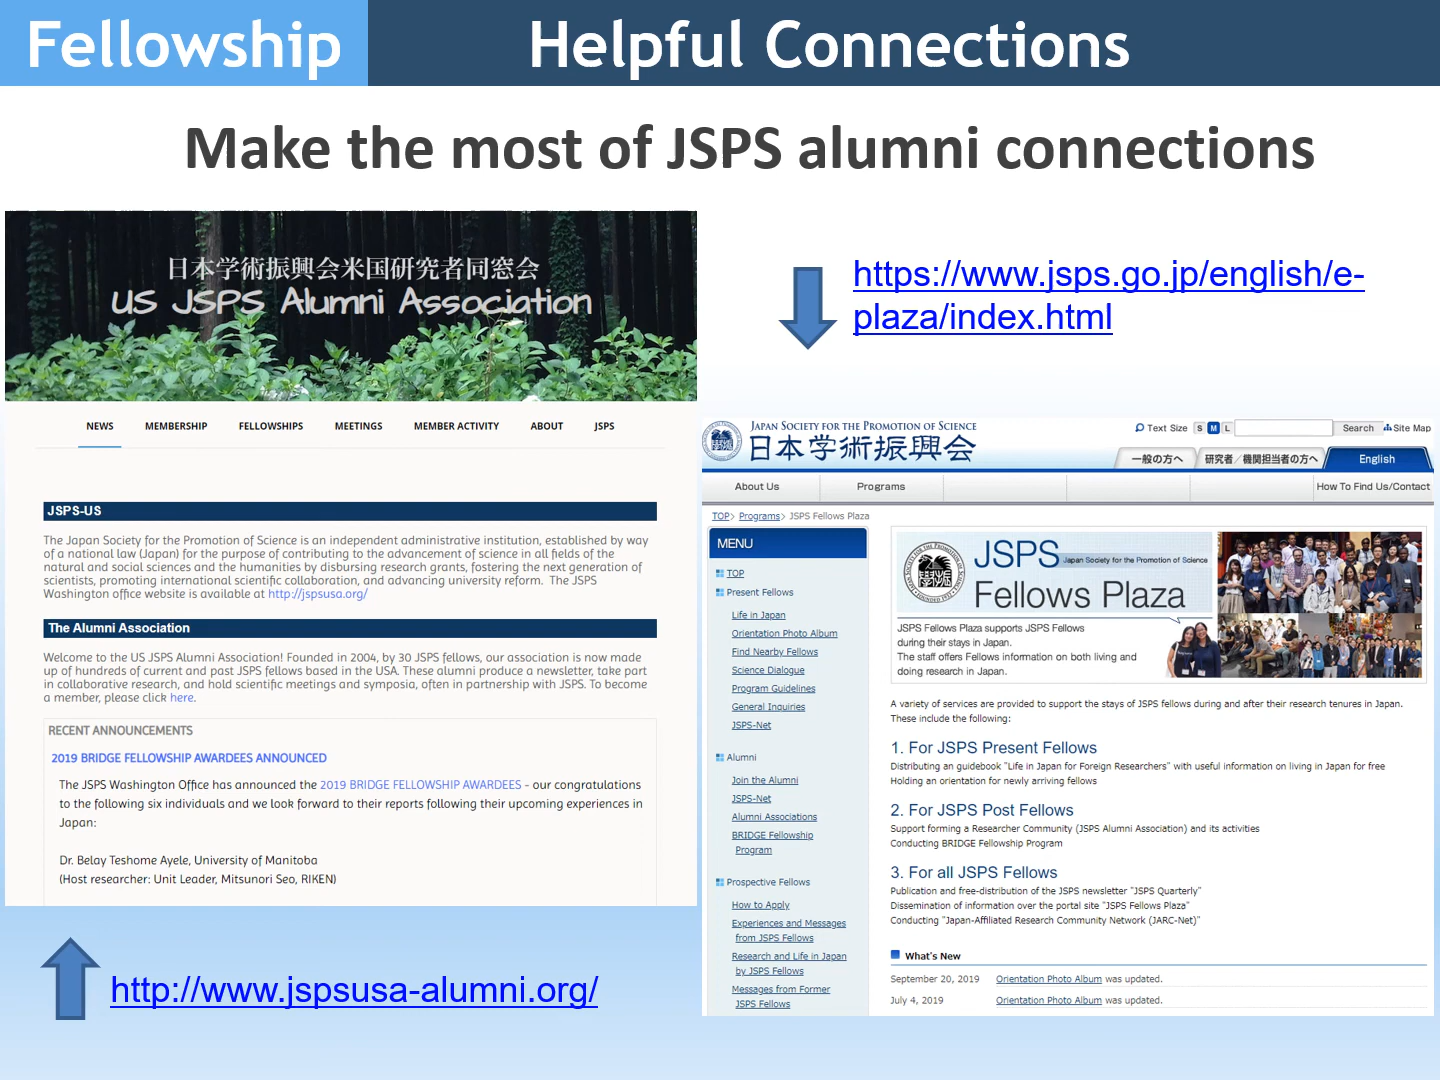 Fellowship
Helpful Connections
Make the most of JSPS alumni connections
日本学術振興会米国研究者同窓会
US JSPS Alumni Association
NEWS MEMBERSHIP FELLOWSHIPS MEETINGS MEMBER ACTIVITY ABOUT JSPS
JSPS-US
The Japan Society for the Promotion of Science is an independent administrative institution, established by way
of a national law (Japan) for the purpose of contributing to the advancement of science in all fields of the
natural and social sciences and the humanities by disbursing research grants, fostering the next generation of
scientists, promoting international scientific collaboration, and advancing university reform. The JSPS
Washington office website is available at http://jspsusa.org/
The Alumni Association
Welcome to the US JSPS Alumni Association! Founded in 2004, by 30 JSPS fellows, our association is now made
up of hundreds of current and past JSPS fellows based in the USA. These alumni produce a newsletter, take part
in collaborative research, and hold scientific meetings and symposia, often in partnership with JSPS. To become
a member, please click here.
RECENT ANNOUNCEMENTS
2019 BRIDGE FELLOWSHIP AWARDEES ANNOUNCED
The JSPS Washington Office has announced the 2019 BRIDGE FELLOWSHIP AWARDEES - our congratulations
to the following six individuals and we look forward to their reports following their upcoming experiences in
Japan:
Dr. Belay Teshome Ayele, University of Manitoba
(Host researcher: Unit Leader, Mitsunori Seo, RIKEN)
http://www.jspsusa-alumni.org/
https://www.jsps.go.jp/english/e-
plaza/index.html
JAPAN SOCIETY FOR THE PROMOTION OF SCIENCE
日本学術振興会
Text Size S M L Search Site Map
一般の方へ 研究者／機関担当者の方へ English
About Us Programs How To Find Us/Contact
TOP> Programs> JSPS Fellows Plaza
MENU
TOP
Present Fellows
Life in Japan
Orientation Photo Album
Find Nearby Fellows
Science Dialogue
Program Guidelines
General Inquiries
JSPS-Net
Alumni
Join the Alumni
JSPS-Net
Alumni Associations
BRIDGE Fellowship
Program
Prospective Fellows
How to Apply
Experiences and Messages
from JSPS Fellows
Research and Life in Japan
by JSPS Fellows
Messages from Former
JSPS Fellows
JSPS Japan Society for the Promotion of Science
Fellows Plaza
JSPS Fellows Plaza supports JSPS Fellows
during their stays in Japan.
The staff offers Fellows information on both living and
doing research in Japan.
A variety of services are provided to support the stays of JSPS fellows during and after their research tenures in Japan.
These include the following:
1. For JSPS Present Fellows
Distributing an guidebook "Life in Japan for Foreign Researchers" with useful information on living in Japan for free
Holding an orientation for newly arriving fellows
2. For JSPS Post Fellows
Support forming a Researcher Community (JSPS Alumni Association) and its activities
Conducting BRIDGE Fellowship Program
3. For all JSPS Fellows
Publication and free-distribution of the JSPS newsletter "JSPS Quarterly"
Dissemination of information over the portal site "JSPS Fellows Plaza"
Conducting "Japan-Affiliated Research Community Network (JARC-Net)"
What's New
September 20, 2019 Orientation Photo Album was updated.
July 4, 2019 Orientation Photo Album was updated.